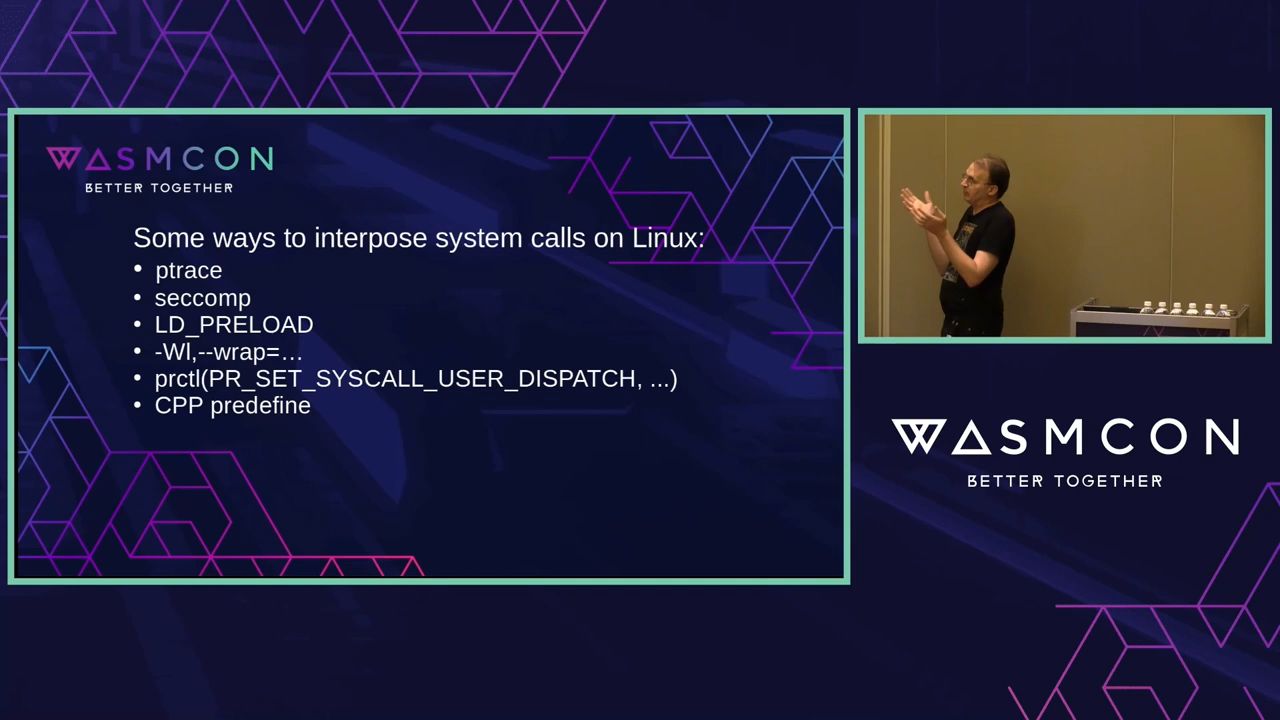 WASMCON
BETTER TOGETHER
Some ways to interpose system calls on Linux:
• ptrace
• seccomp
• LD_PRELOAD
• -Wl,--wrap=…
• prctl(PR_SET_SYSCALL_USER_DISPATCH, ...)
• CPP predefine
WASMCON
BETTER TOGETHER